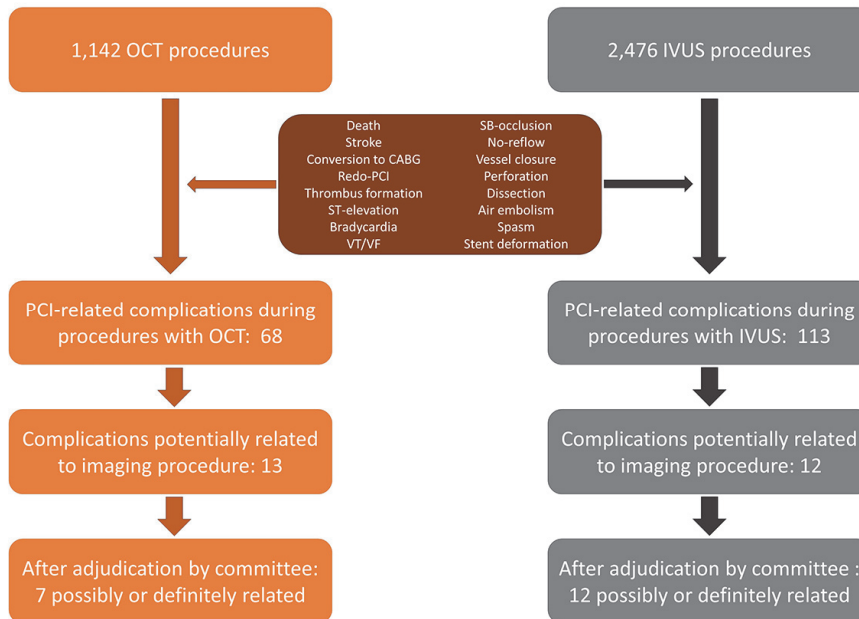 1,142 OCT procedures
2,476 IVUS procedures
Death
Stroke
Conversion to CABG
Redo-PCI
Thrombus formation
ST-elevation
Bradycardia
VT/VF
SB-occlusion
No-reflow
Vessel closure
Perforation
Dissection
Air embolism
Spasm
Stent deformation
PCI-related complications during
procedures with OCT:  68
PCI-related complications during
procedures with IVUS:  113
Complications potentially related
to imaging procedure: 13
Complications potentially related
to imaging procedure: 12
After adjudication by committee:
7 possibly or definitely related
After adjudication by committee :
12 possibly or definitely related